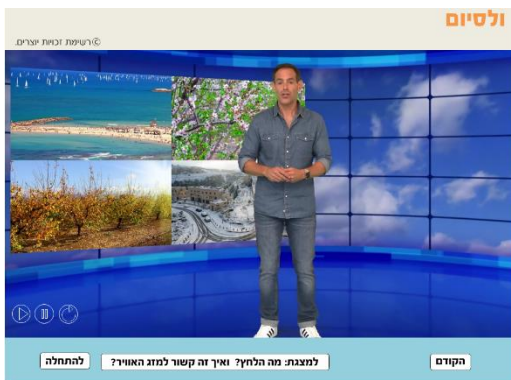 ולסיום
©רשימת זכויות יוצרים.
הקודם
למצגת: מה הלחץ? ואיך זה קשור למזג האוויר?
להתחלה